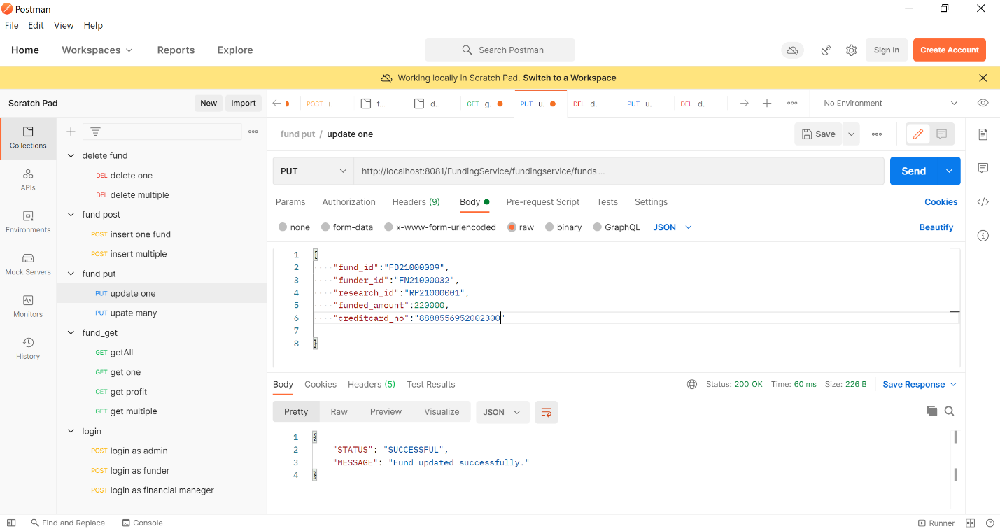 Postman
File Edit View Help
Home Workspaces Reports Explore Search Postman Sign In Create Account
Working locally in Scratch Pad. Switch to a Workspace
Scratch Pad New Import
POST i f... d. GET g. PUT u. DEL d.. PUT u. DEL d. No Environment
Collections
APIs
Environments
Mock Servers
Monitors
History
delete fund
DEL delete one
DEL delete multiple
fund post
POST insert one fund
POST insert multiple
fund put
PUT update one
PUT upate many
fund_get
GET getAll
GET get one
GET get profit
GET get multiple
login
POST login as admin
POST login as funder
POST login as financial maneger
fund put / update one Save
PUT http://localhost:8081/FundingService/fundingservice/funds ... Send
Params Authorization Headers (9) Body Pre-request Script Tests Settings Cookies
none form-data x-www-form-urlencoded raw binary GraphQL JSON Beautify
1 {
2 "fund_id":"FD21000009",
3 "funder_id":"FN21000032",
4 "research_id":"RP21000001",
5 "funded_amount":220000,
6 "creditcard_no":"8888556952002300"
7
8 }
Body Cookies Headers (5) Test Results Status: 200 OK Time: 60 ms Size: 226 B Save Response
Pretty Raw Preview Visualize JSON
1 {
2 "STATUS": "SUCCESSFUL",
3 "MESSAGE": "Fund updated successfully."
4 }
Find and Replace Console Runner